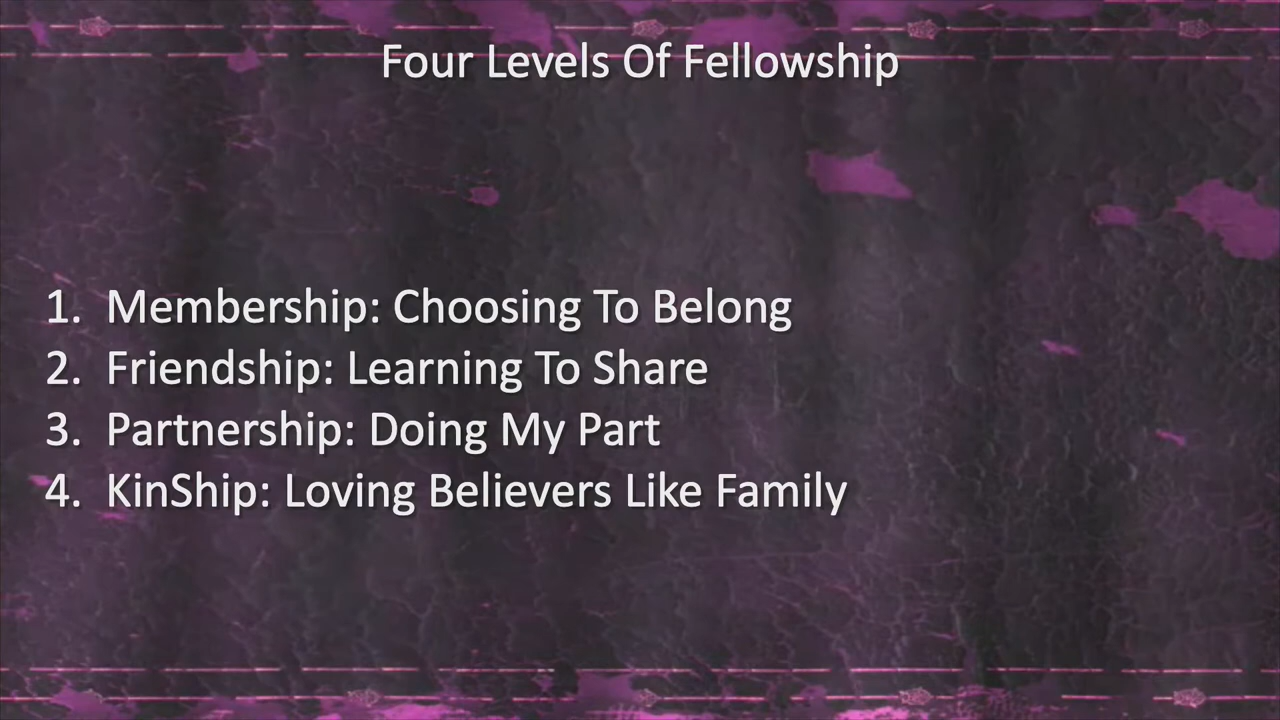 Four Levels Of Fellowship
1. Membership: Choosing To Belong
2. Friendship: Learning To Share
3. Partnership: Doing My Part
4. KinShip: Loving Believers Like Family